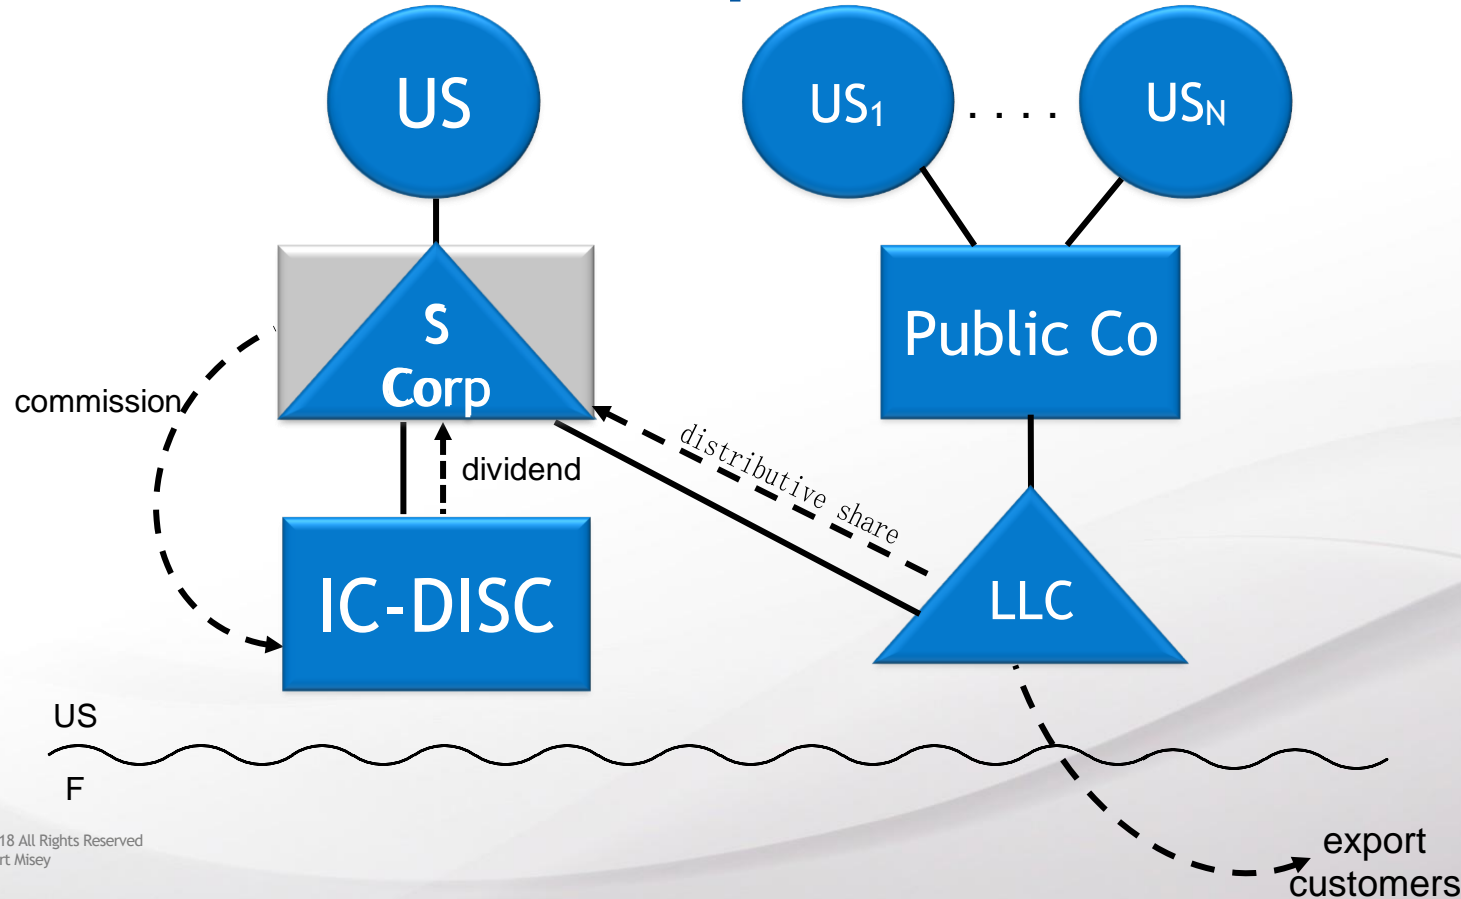 US
US1 . . . . USN
S
Corp
Public Co
commission
dividend
distributive share
IC-DISC
LLC
US
F
18 All Rights Reserved
rt Misey
export
customers